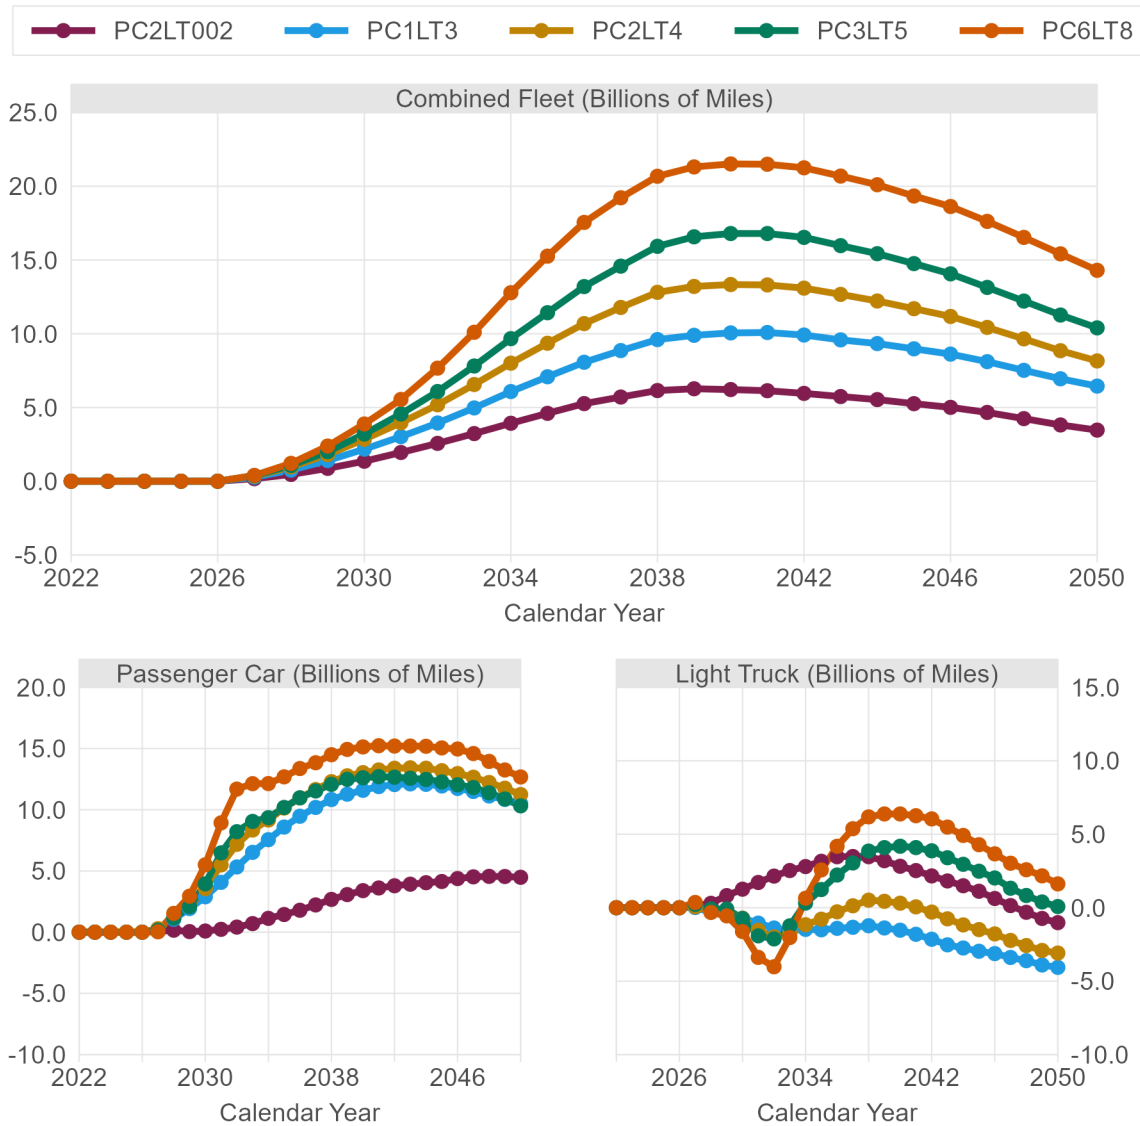 PC2LT002 PC1LT3 PC2LT4 PC3LT5 PC6LT8
Combined Fleet (Billions of Miles)
25.0
20.0
15.0
10.0
5.0
0.0
-5.0
2022 2026 2030 2034 2038 2042 2046 2050
Calendar Year
Passenger Car (Billions of Miles)
20.0
15.0
10.0
5.0
0.0
-5.0
-10.0
2022 2030 2038 2046
Calendar Year
Light Truck (Billions of Miles)
15.0
10.0
5.0
0.0
-5.0
-10.0
2026 2034 2042 2050
Calendar Year